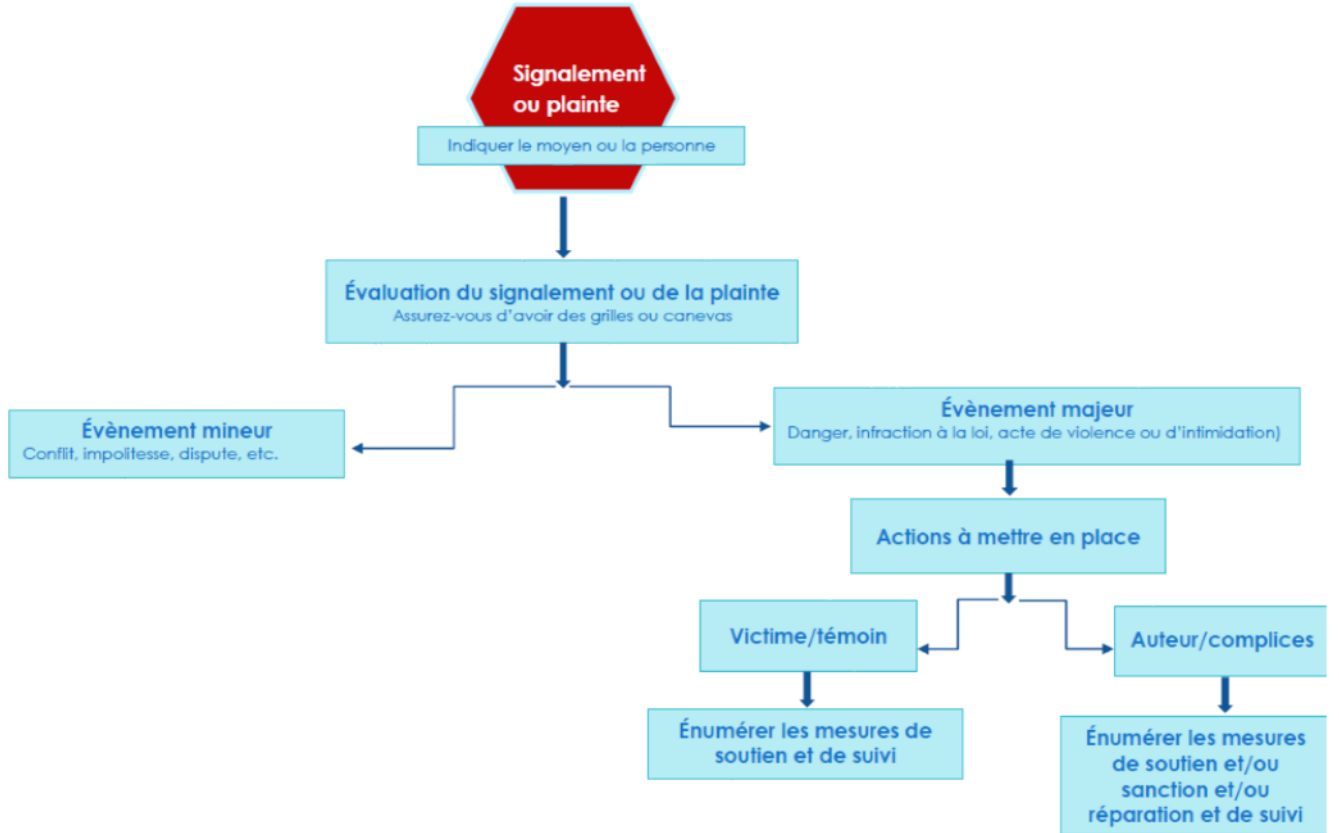 Signalement
ou plainte
Indiquer le moyen ou la personne
Évaluation du signalement ou de la plainte
Assurez-vous d'avoir des grilles ou canevas
Évènement mineur
Conflit, impolitesse, dispute, etc.
Évènement majeur
Danger, infraction à la loi, acte de violence ou d'intimidation)
Actions à mettre en place
Victime/témoin
Auteur/complices
Énumérer les mesures de
soutien et de suivi
Énumérer les mesures
de soutien et/ou
sanction et/ou
réparation et de suivi